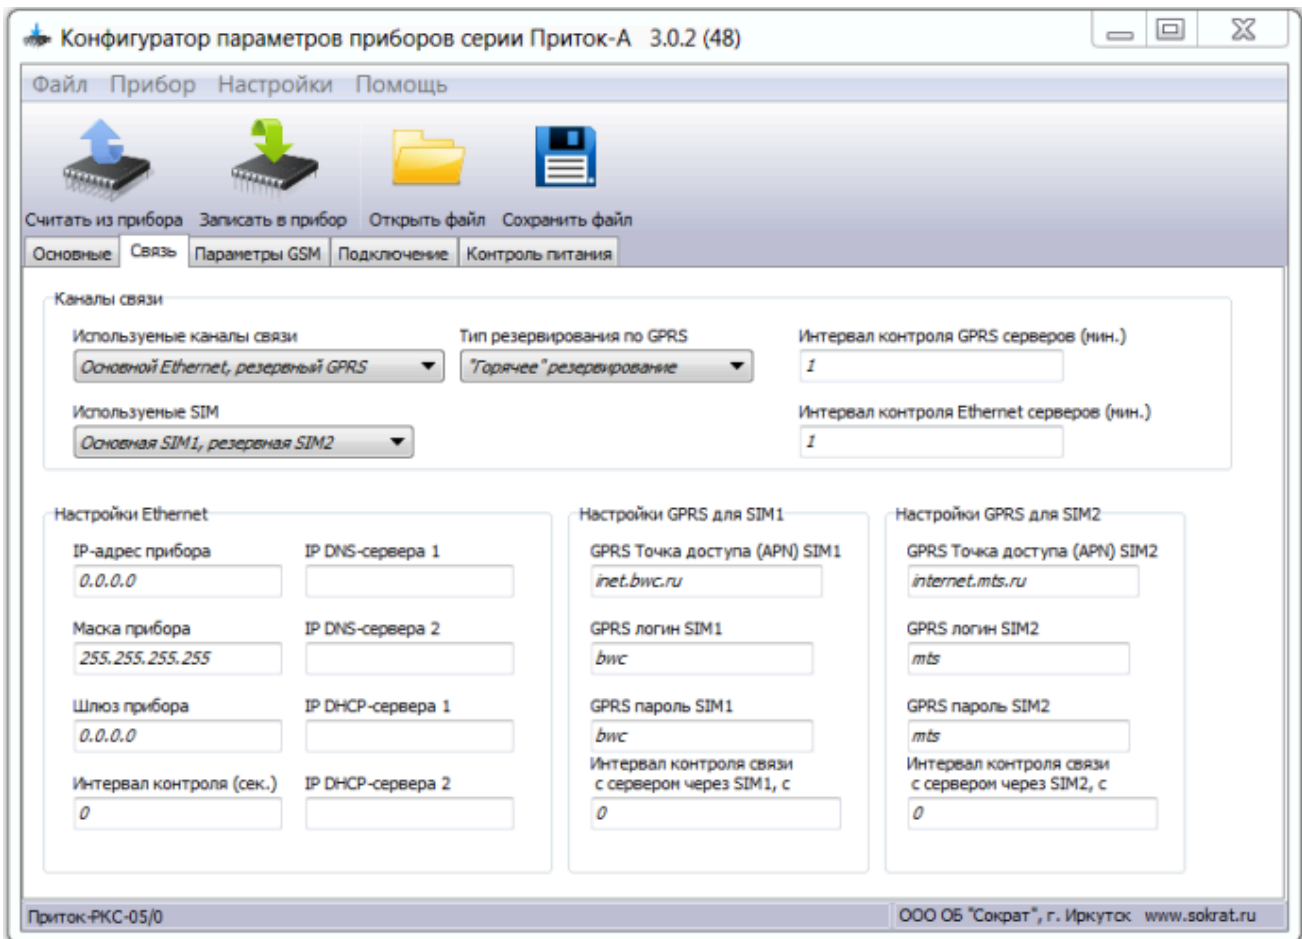 Конфигуратор параметров приборов серии Приток-А 3.0.2 (48)
Файл Прибор Настройки Помощь
Считать из прибора Записать в прибор Открыть файл Сохранить файл
Основные Связь Параметры GSM Подключение Контроль питания
Каналы связи
Используемые каналы связи Тип резервирования по GPRS Интервал контроля GPRS серверов (мин.)
Основной Ethernet, резервный GPRS "Горячее" резервирование 1
Используемые SIM Интервал контроля Ethernet серверов (мин.)
Основная SIM1, резервная SIM2 1
Настройки Ethernet Настройки GPRS для SIM1 Настройки GPRS для SIM2
IP-адрес прибора IP DNS-сервера 1 GPRS Точка доступа (APN) SIM1 GPRS Точка доступа (APN) SIM2
0.0.0.0 inet.bwc.ru internet.mts.ru
Маска прибора IP DNS-сервера 2 GPRS логин SIM1 GPRS логин SIM2
255.255.255.255 bwc mts
Шлюз прибора IP DHCP-сервера 1 GPRS пароль SIM1 GPRS пароль SIM2
0.0.0.0 bwc mts
Интервал контроля связи Интервал контроля связи
Интервал контроля (сек.) IP DHCP-сервера 2 с сервером через SIM1, с с сервером через SIM2, с
0 0 0
Приток-РКС-05/0 ООО ОБ "Сократ", г. Иркутск www.sokrat.ru